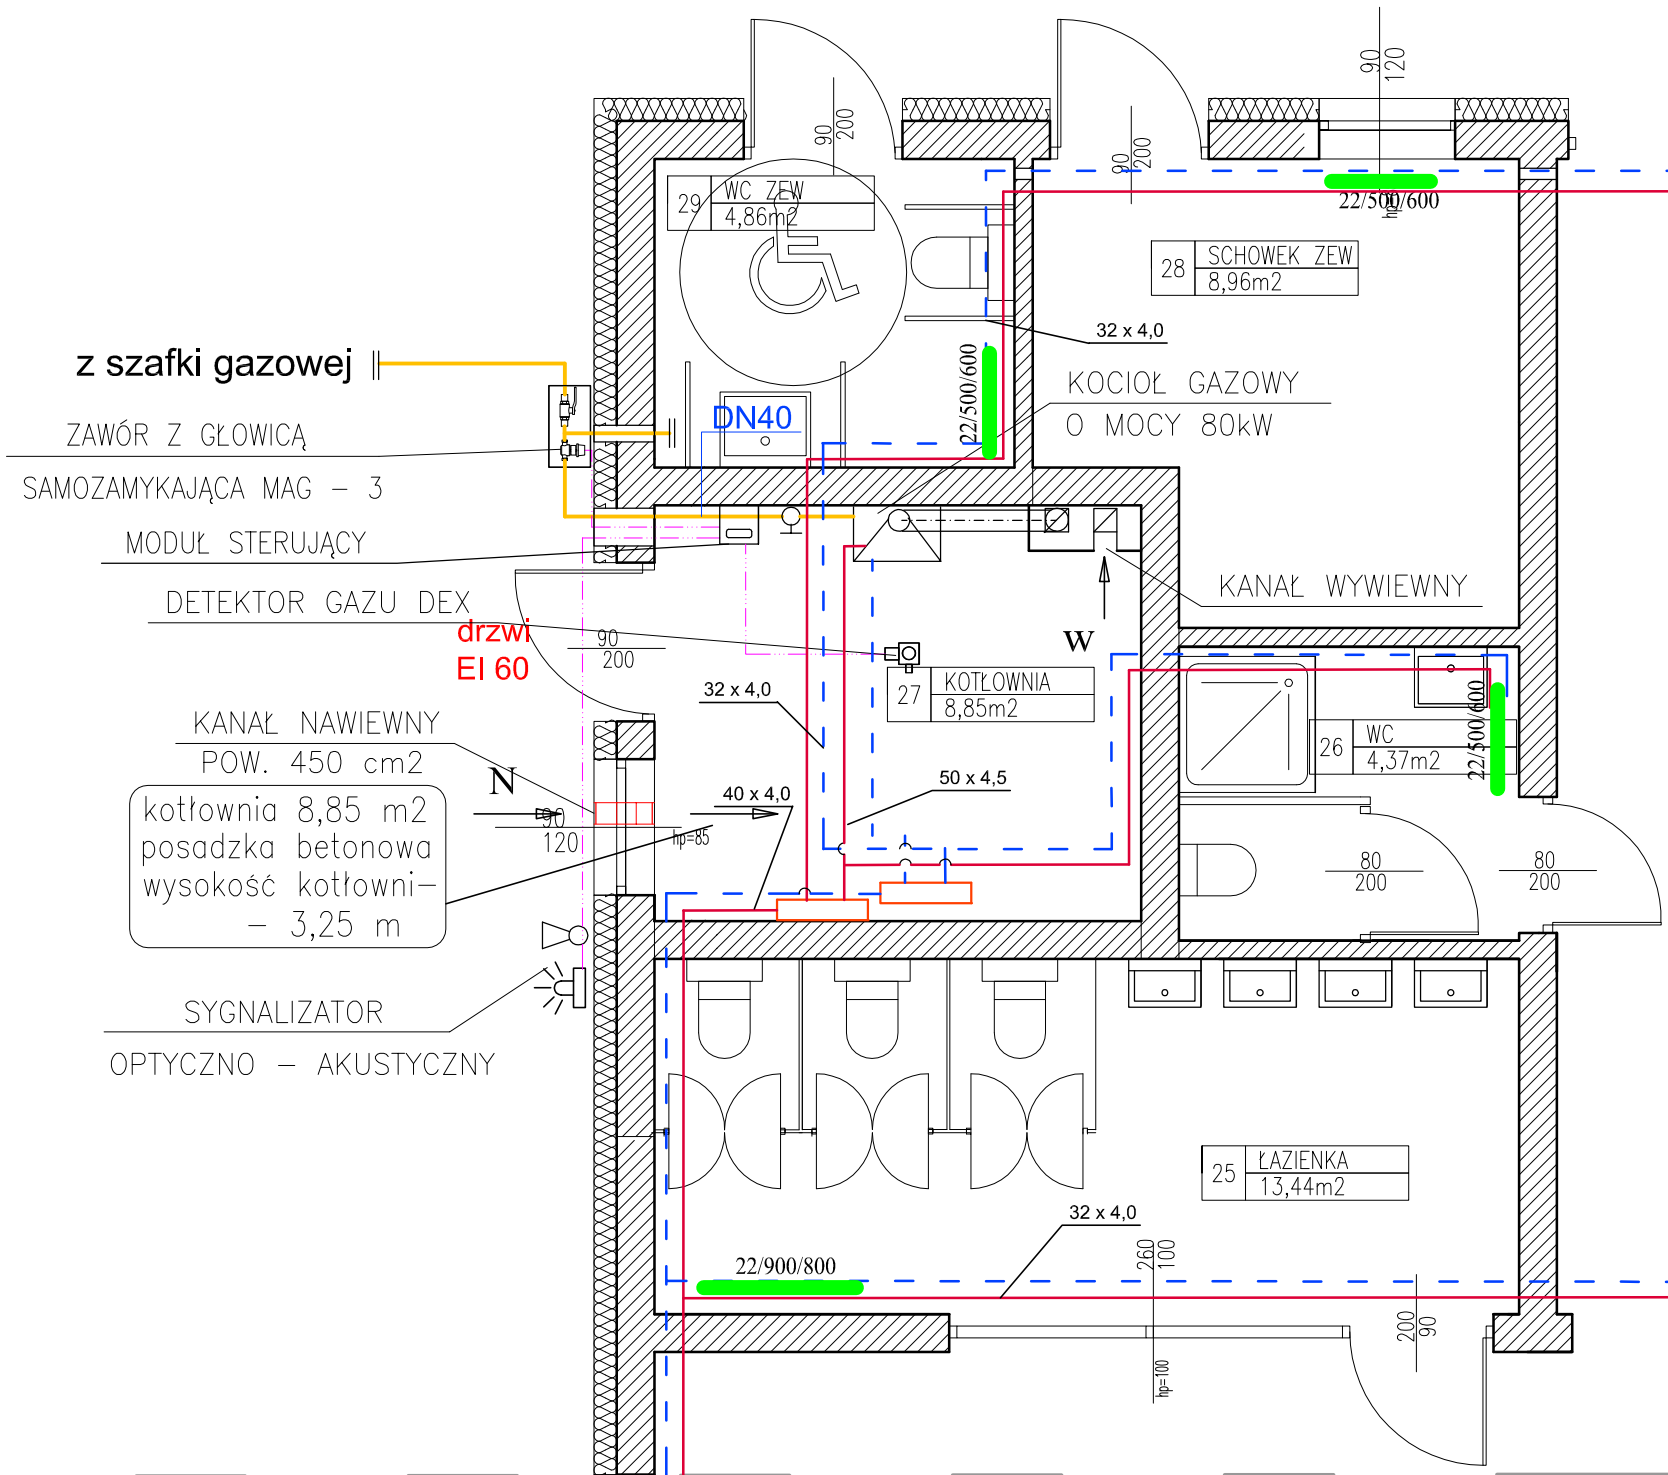 90
120
90
200
90
200
29
WC ZEW
4,86m2
22/500/600
28
SCHOWEK ZEW
8,96m2
32 x 4,0
z szafki gazowej
22/500/600
KOCIOŁ GAZOWY
O MOCY 80kW
DN40
ZAWÓR Z GŁOWICĄ
SAMOZAMYKAJĄCA MAG – 3
MODUŁ STERUJĄCY
KANAŁ WYWIEWNY
DETEKTOR GAZU DEX
drzwi
EI 60
90
200
W
27
KOTŁOWNIA
8,85m2
32 x 4,0
KANAŁ NAWIEWNY
POW. 450 cm2
N
26
WC
4,37m2
22/500/600
50 x 4,5
40 x 4,0
kotłownia 8,85 m2
posadzka betonowa
wysokość kotłowni–
– 3,25 m
90
120
hp=85
80
200
80
200
SYGNALIZATOR
OPTYCZNO – AKUSTYCZNY
25
ŁAZIENKA
13,44m2
32 x 4,0
22/900/800
260
100
200
90
hp=100